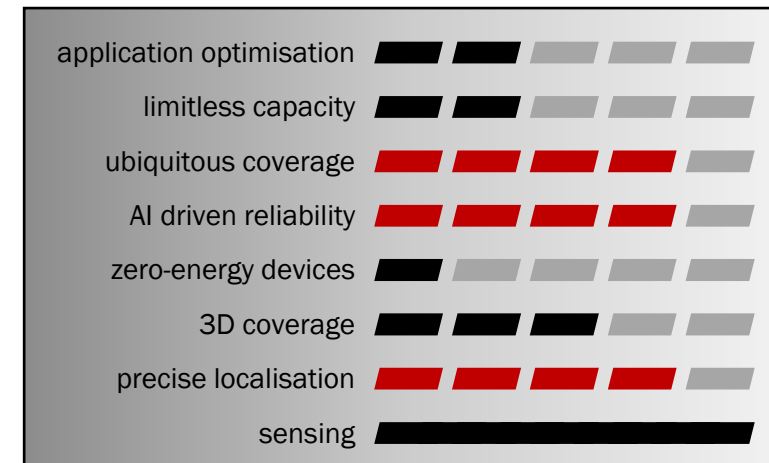 application optimisation
limitless capacity
ubiquitous coverage
AI driven reliability
zero-energy devices
3D coverage
precise localisation
sensing